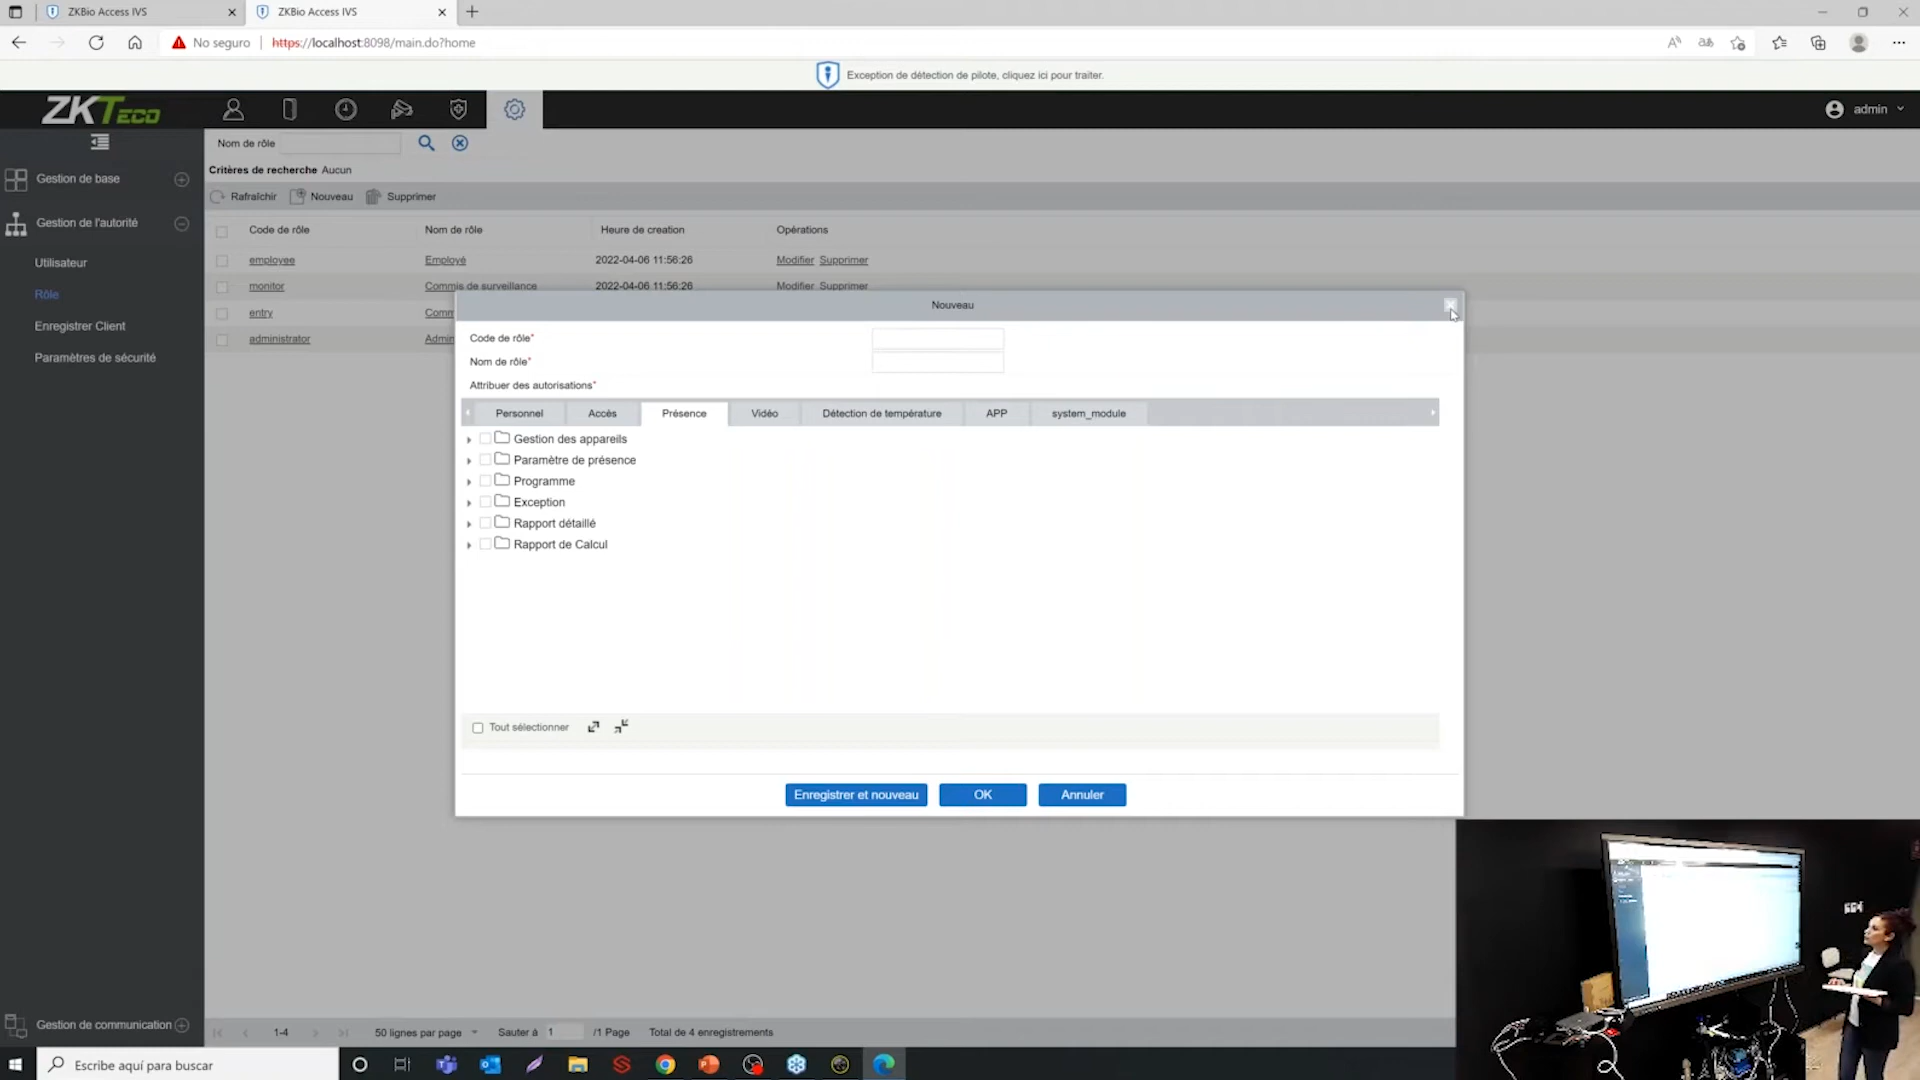 ZKBio Access IVS
ZKBio Access IVS
No seguro
https://localhost:8098/main.do?home
Exception de détection de pilote, cliquez ici pour traiter.
ZKTeco
admin
Nom de rôle
Critères de recherche Aucun
Rafraîchir Nouveau Supprimer
Gestion de base
Gestion de l'autorité
Utilisateur
Rôle
Enregistrer Client
Paramètres de sécurité
Gestion de communication
Code de rôle Nom de rôle Heure de creation Opérations
employee Employé 2022-04-06 11:56:26 Modifier Supprimer
monitor Commis de surveillance 2022-04-06 11:56:26 Modifier Supprimer
entry Comm
administrator Admin
Nouveau
Code de rôle*
Nom de rôle*
Attribuer des autorisations*
Personnel Accès Présence Vidéo Détection de température APP system_module
Gestion des appareils
Paramètre de présence
Programme
Exception
Rapport détaillé
Rapport de Calcul
Tout sélectionner
Enregistrer et nouveau OK Annuler
1-4 50 lignes par page Sauter à 1 /1 Page Total de 4 enregistrements
Escribe aquí para buscar